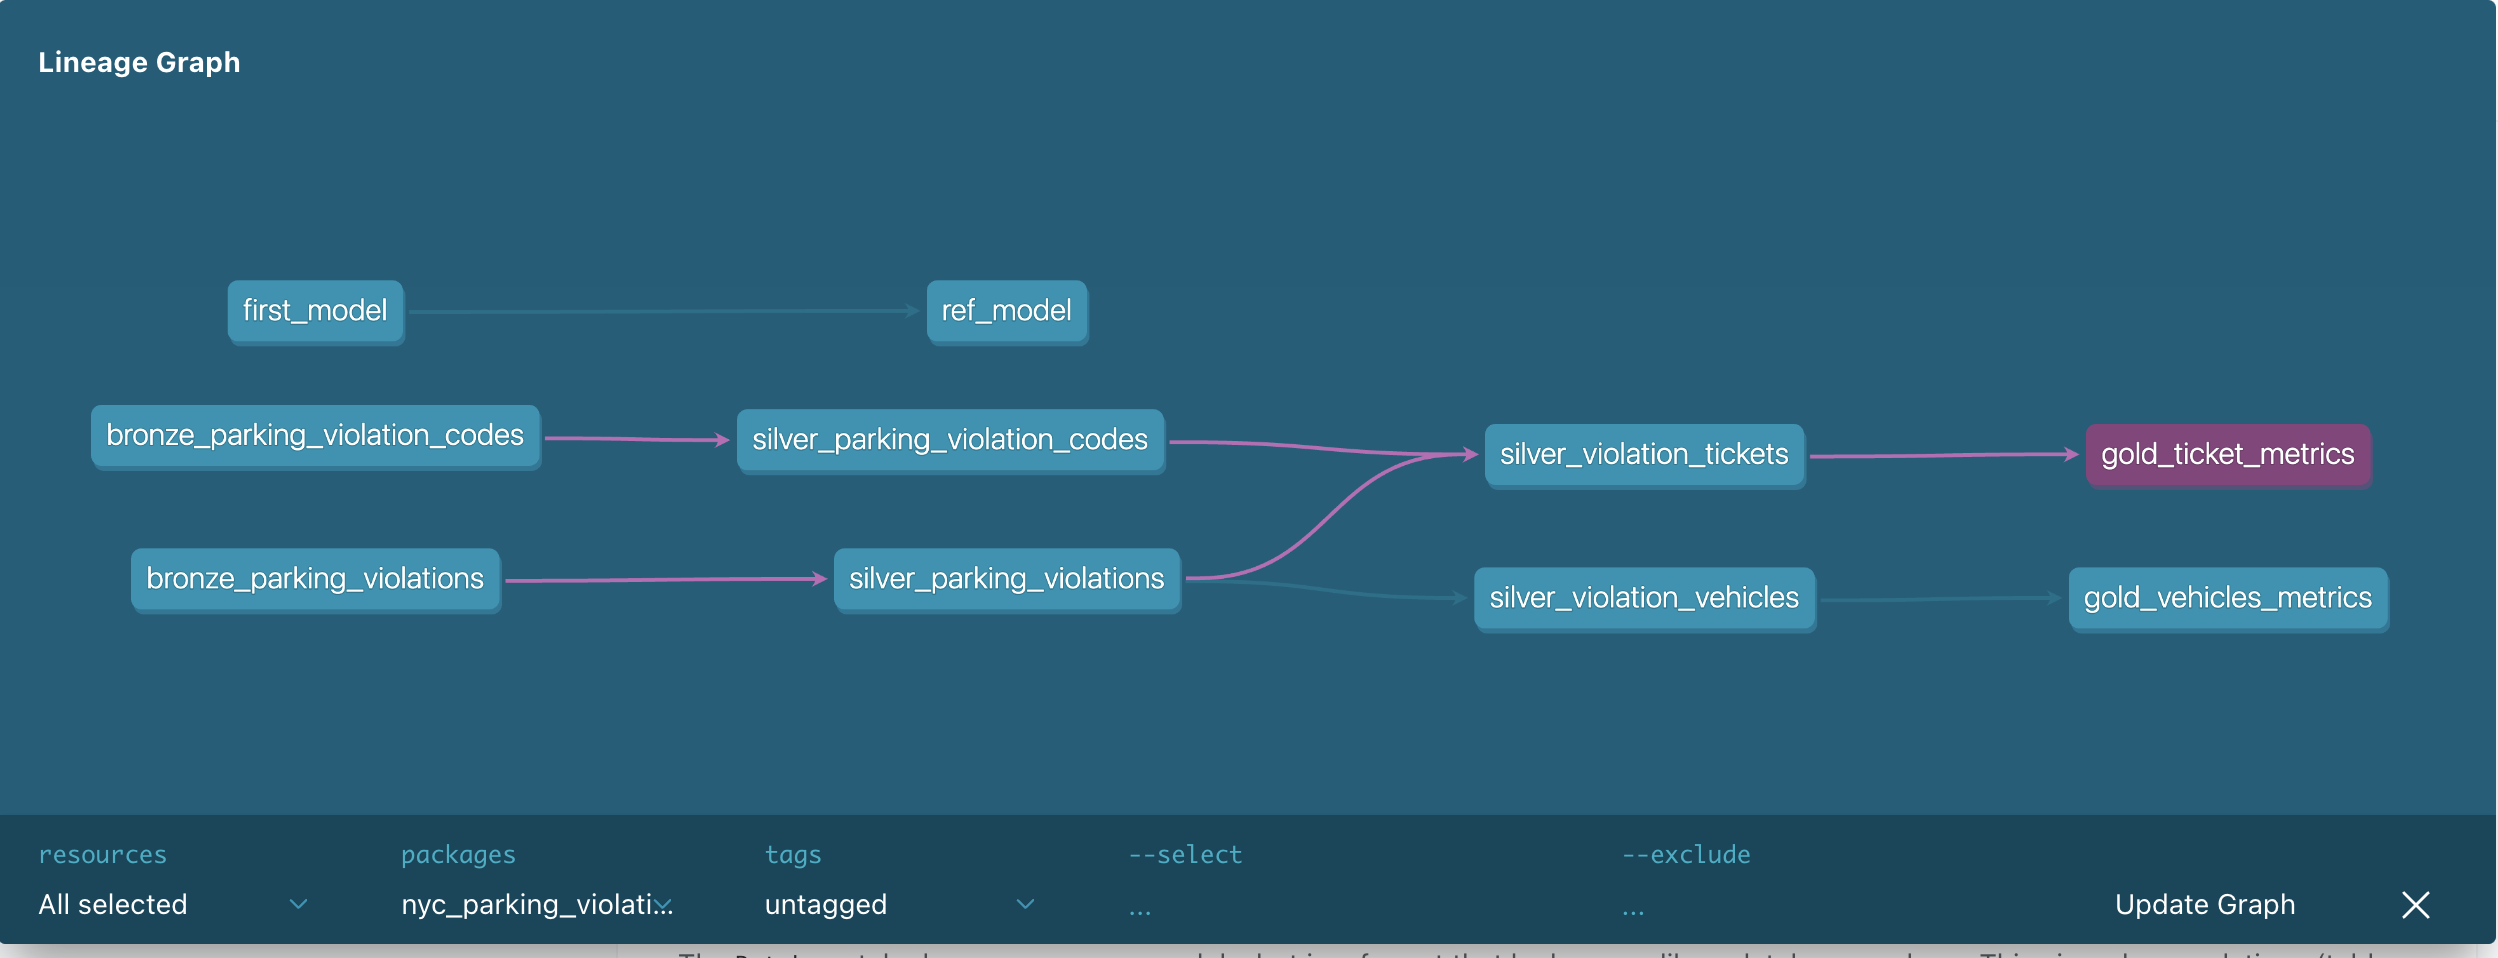 Lineage Graph
first_model
ref_model
bronze_parking_violation_codes
silver_parking_violation_codes
silver_violation_tickets
gold_ticket_metrics
bronze_parking_violations
silver_parking_violations
silver_violation_vehicles
gold_vehicles_metrics
resources
packages
tags
--select
--exclude
All selected
nyc_parking_violati...
untagged
...
...
Update Graph